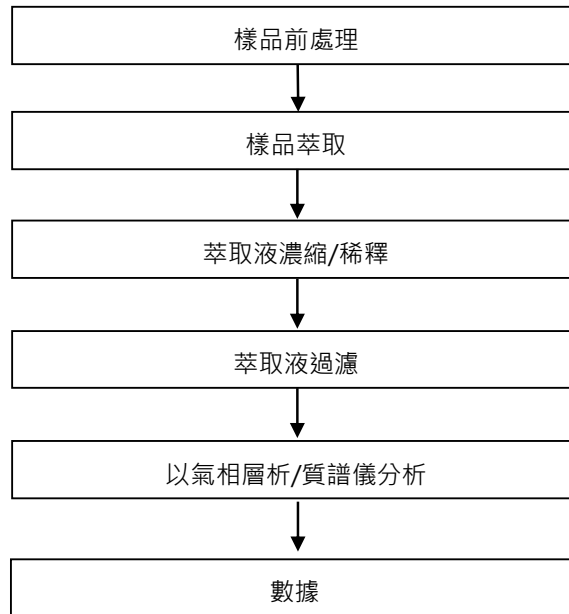 樣品前處理
樣品萃取
萃取液濃縮/稀釋
萃取液過濾
以氣相層析/質譜儀分析
數據